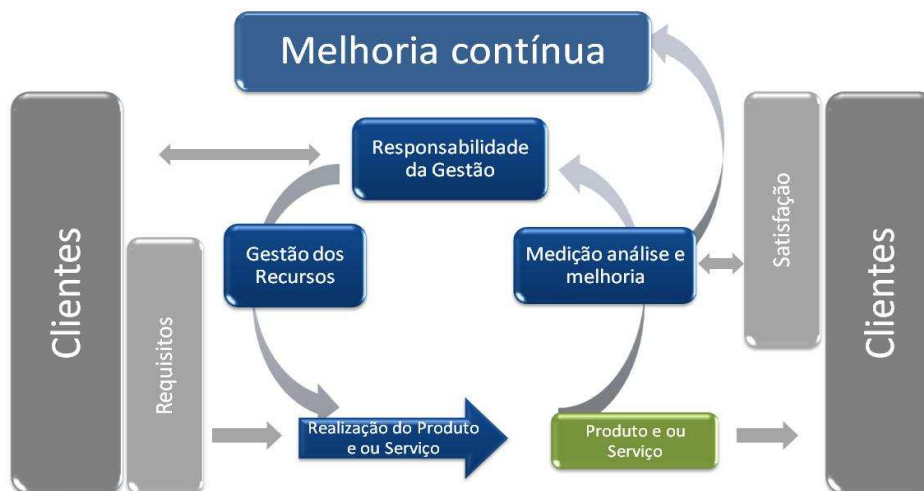 Melhoria contínua
Clientes
Requisitos
Responsabilidade
da Gestão
Gestão dos
Recursos
Medição análise e
melhoria
Realização do Produto
e ou Serviço
Produto e ou
Serviço
Satisfação
Clientes